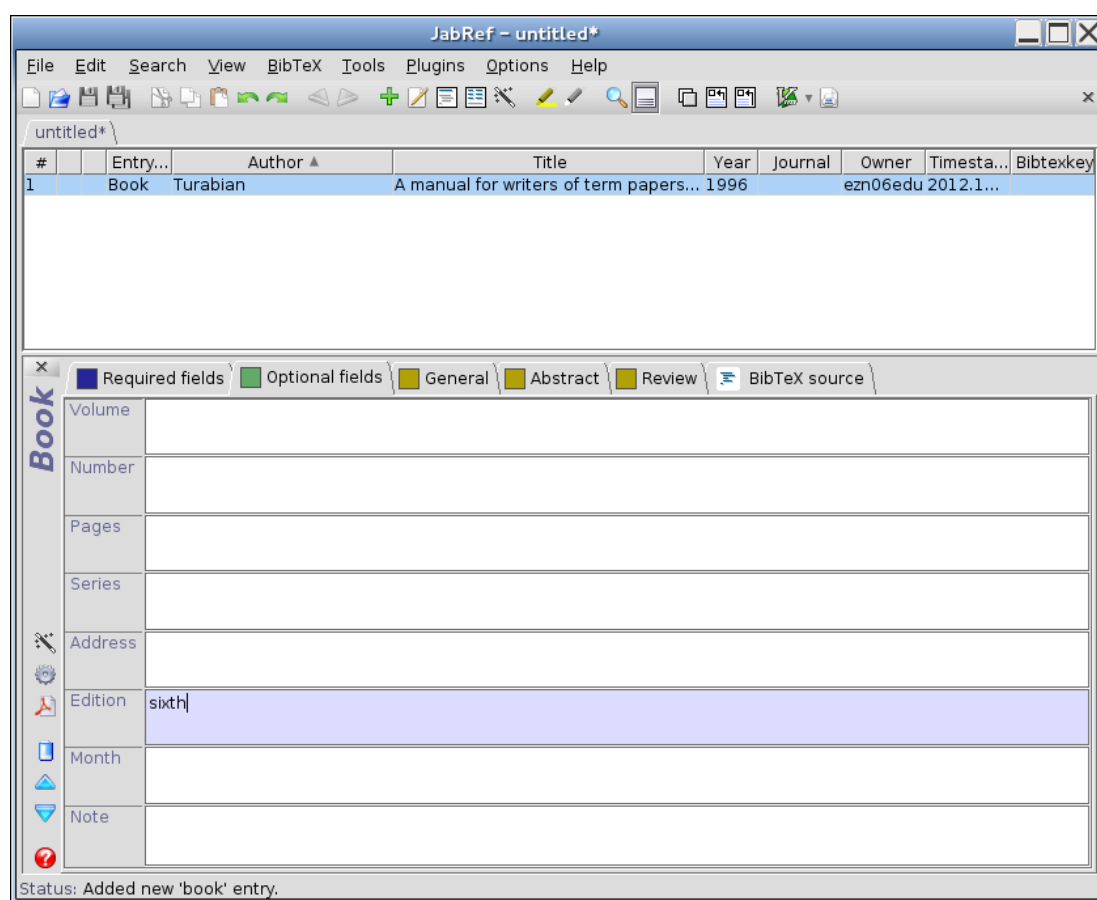 JabRef – untitled*
File Edit Search View BibTeX Tools Plugins Options Help
untitled*
# Entry... Author Title Year Journal Owner Timesta... Bibtexkey
1 Book Turabian A manual for writers of term papers... 1996 ezn06edu 2012.1...
Required fields Optional fields General Abstract Review BibTeX source
Book
Volume
Number
Pages
Series
Address
Edition sixth
Month
Note
Status: Added new 'book' entry.